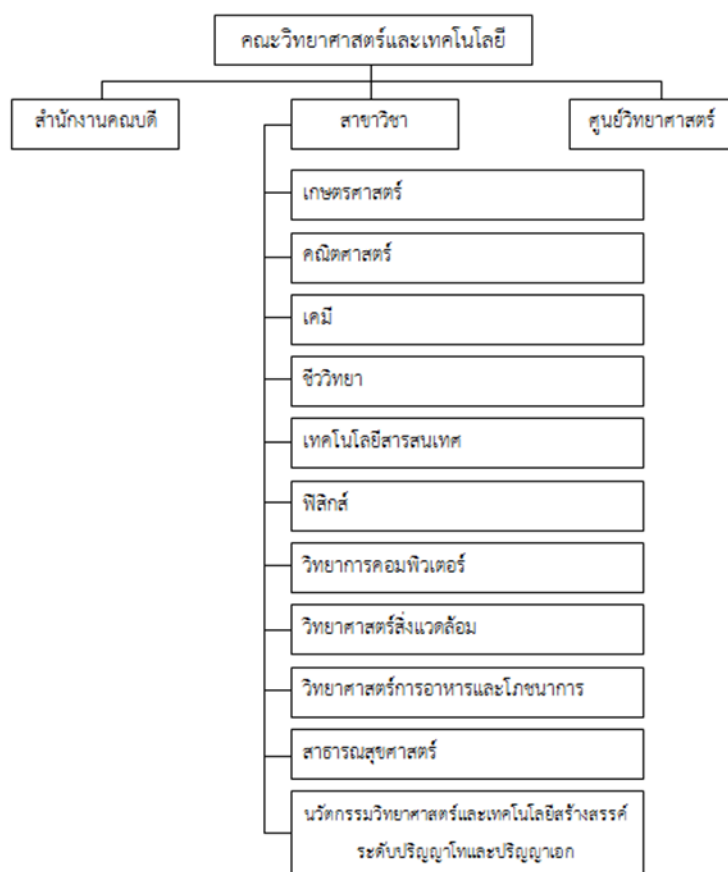 คณะวิทยาศาสตร์และเทคโนโลยี
สำนักงานคณบดี
สาขาวิชา
ศูนย์วิทยาศาสตร์
เกษตรศาสตร์
คณิตศาสตร์
เคมี
ชีววิทยา
เทคโนโลยีสารสนเทศ
ฟิสิกส์
วิทยาการคอมพิวเตอร์
วิทยาศาสตร์สิ่งแวดล้อม
วิทยาศาสตร์การอาหารและโภชนาการ
สาธารณสุขศาสตร์
นวัตกรรมวิทยาศาสตร์และเทคโนโลยีสร้างสรรค์
ระดับปริญญาโทและปริญญาเอก